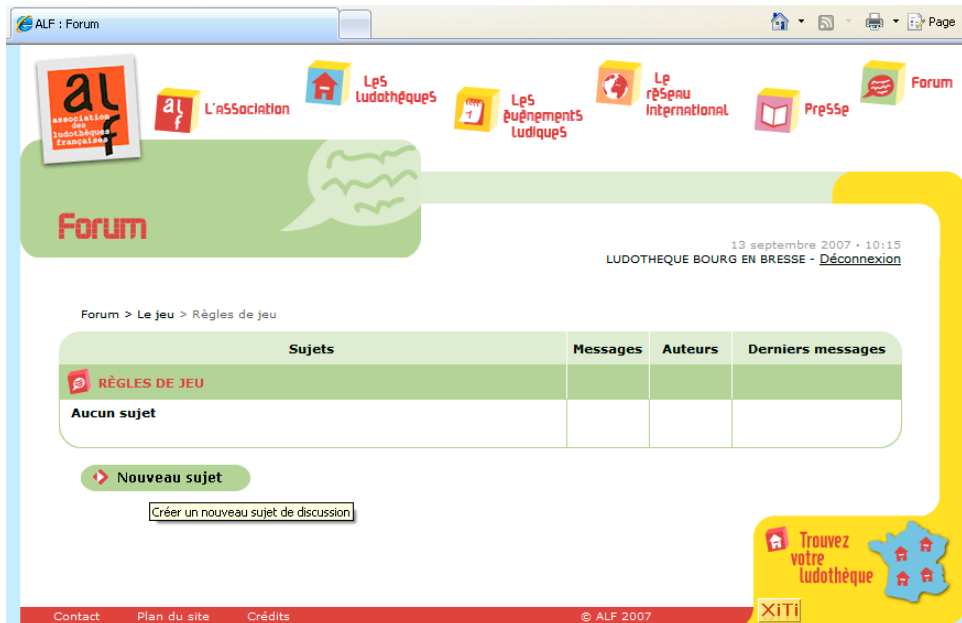 ALF : Forum
Page
alf
association
des
ludothèques
françaises
alf
L'Association
Les
ludothèques
Les
événements
ludiques
Le
réseau
international
Presse
Forum
Forum
13 septembre 2007 - 10:15
LUDOTHEQUE BOURG EN BRESSE - Déconnexion
Forum > Le jeu > Règles de jeu
Sujets Messages Auteurs Derniers messages
RÈGLES DE JEU
Aucun sujet
Nouveau sujet
Créer un nouveau sujet de discussion
Trouvez
votre
ludothèque
Contact Plan du site Crédits © ALF 2007 XiTi